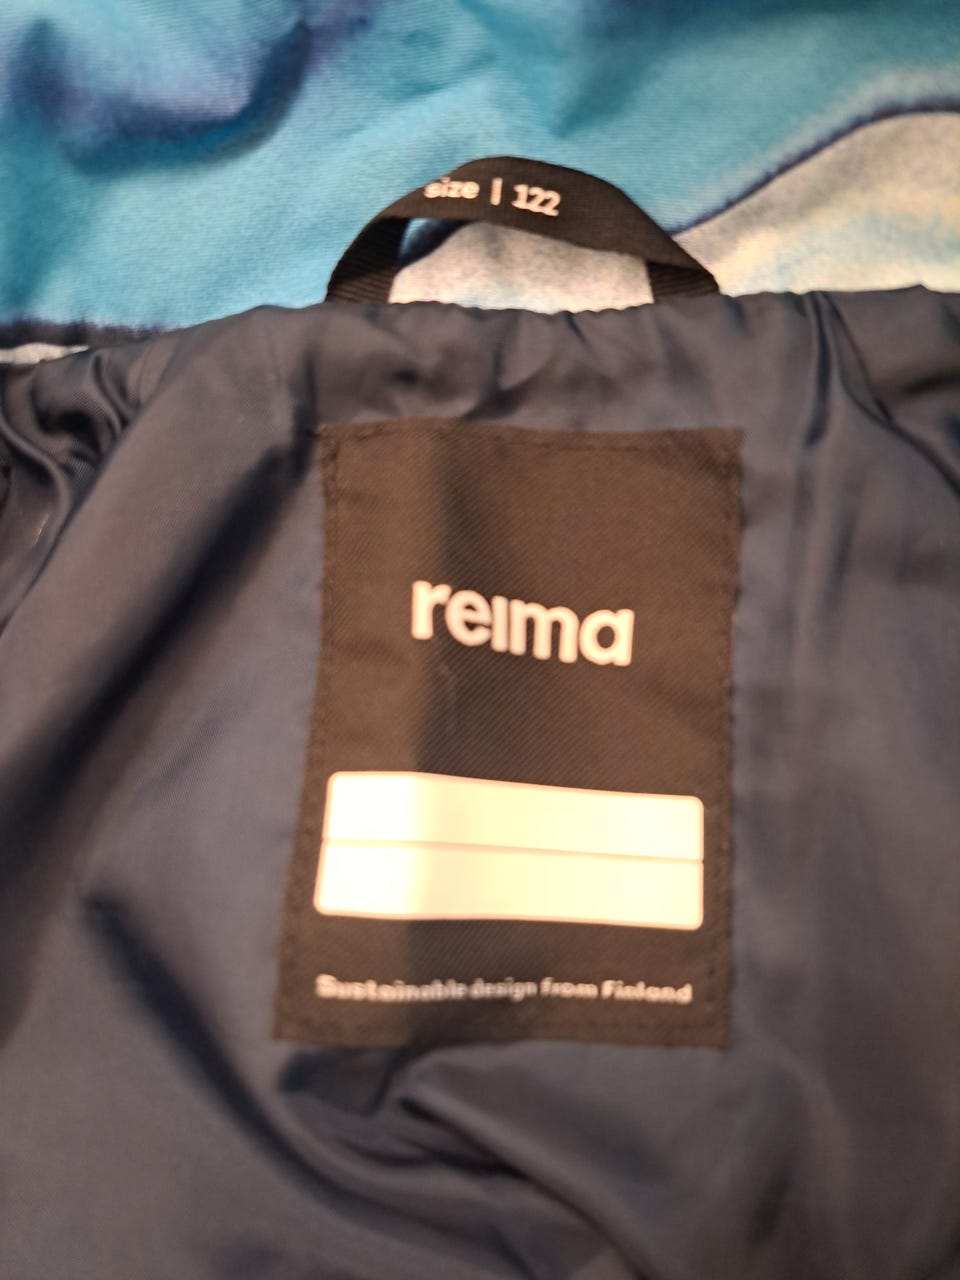 size | 122
reima
Sustainable design from Finland